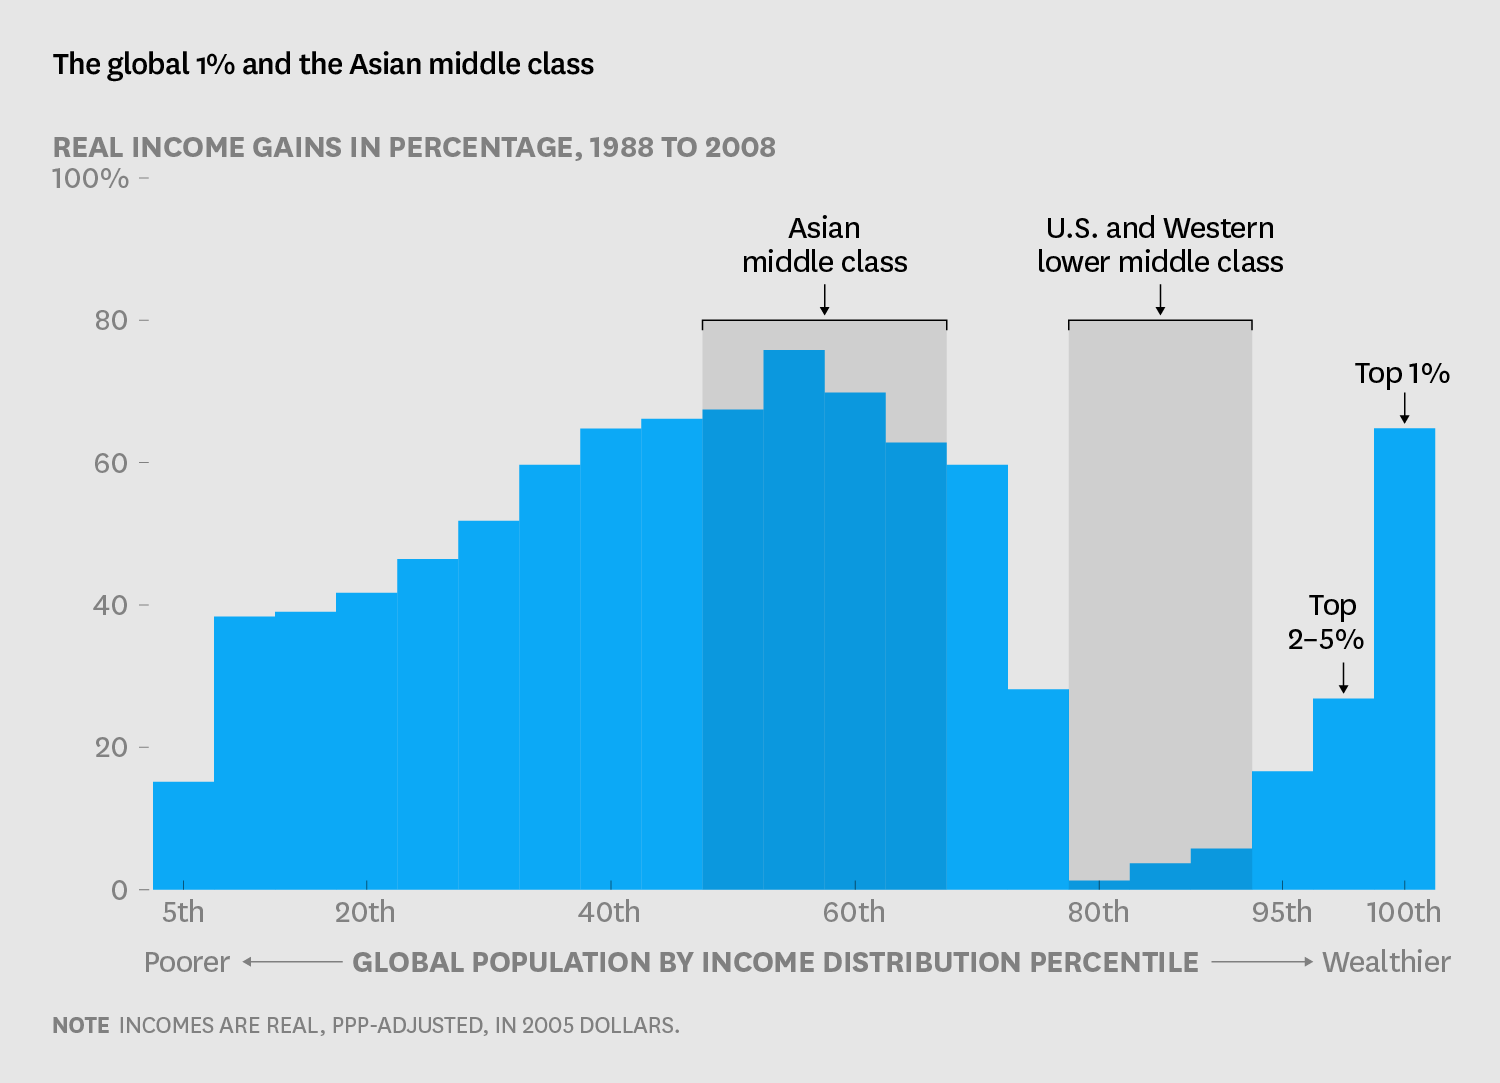 The global 1% and the Asian middle class
REAL INCOME GAINS IN PERCENTAGE, 1988 TO 2008
100%
Asian
middle class
U.S. and Western
lower middle class
80
Top 1%
60
40
Top
2–5%
20
0
5th 20th 40th 60th 80th 95th 100th
Poorer GLOBAL POPULATION BY INCOME DISTRIBUTION PERCENTILE Wealthier
NOTE INCOMES ARE REAL, PPP-ADJUSTED, IN 2005 DOLLARS.